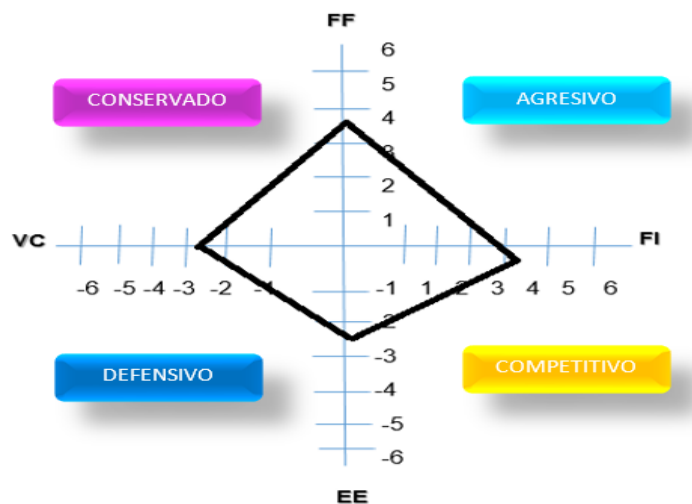 FF
6
5
4
3
2
1
CONSERVADO
AGRESIVO
VC
FI
-6 -5 -4 -3 -2 -1 -1 1 2 3 4 5 6
-2
-3
-4
-5
-6
DEFENSIVO
COMPETITIVO
EE